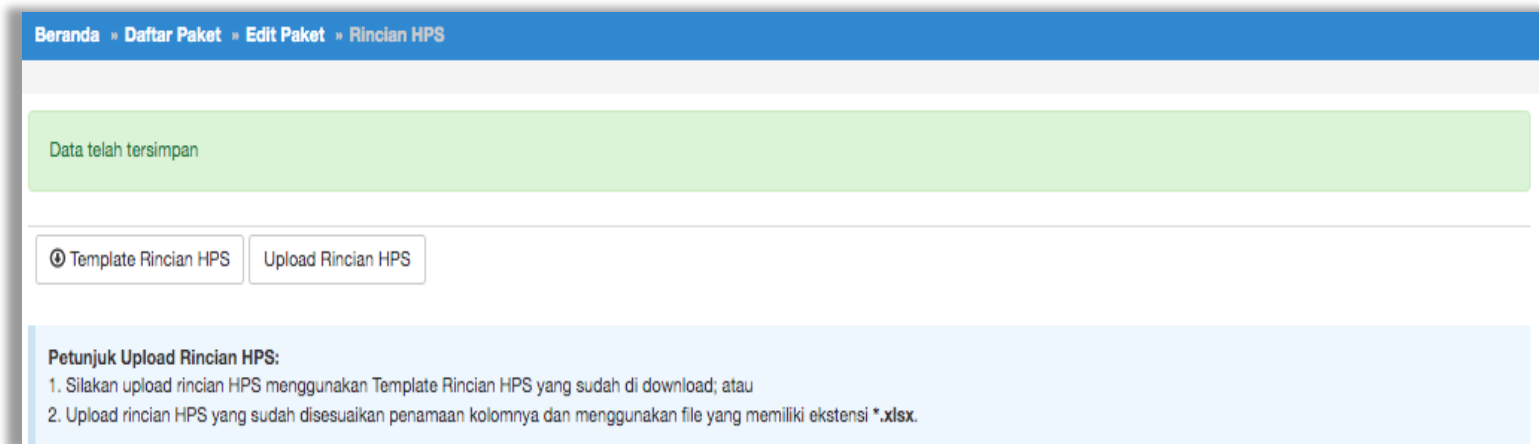 Beranda » Daftar Paket » Edit Paket » Rincian HPS
Data telah tersimpan
Template Rincian HPS
Upload Rincian HPS
Petunjuk Upload Rincian HPS:
1. Silakan upload rincian HPS menggunakan Template Rincian HPS yang sudah di download; atau
2. Upload rincian HPS yang sudah disesuaikan penamaan kolomnya dan menggunakan file yang memiliki ekstensi *.xlsx.